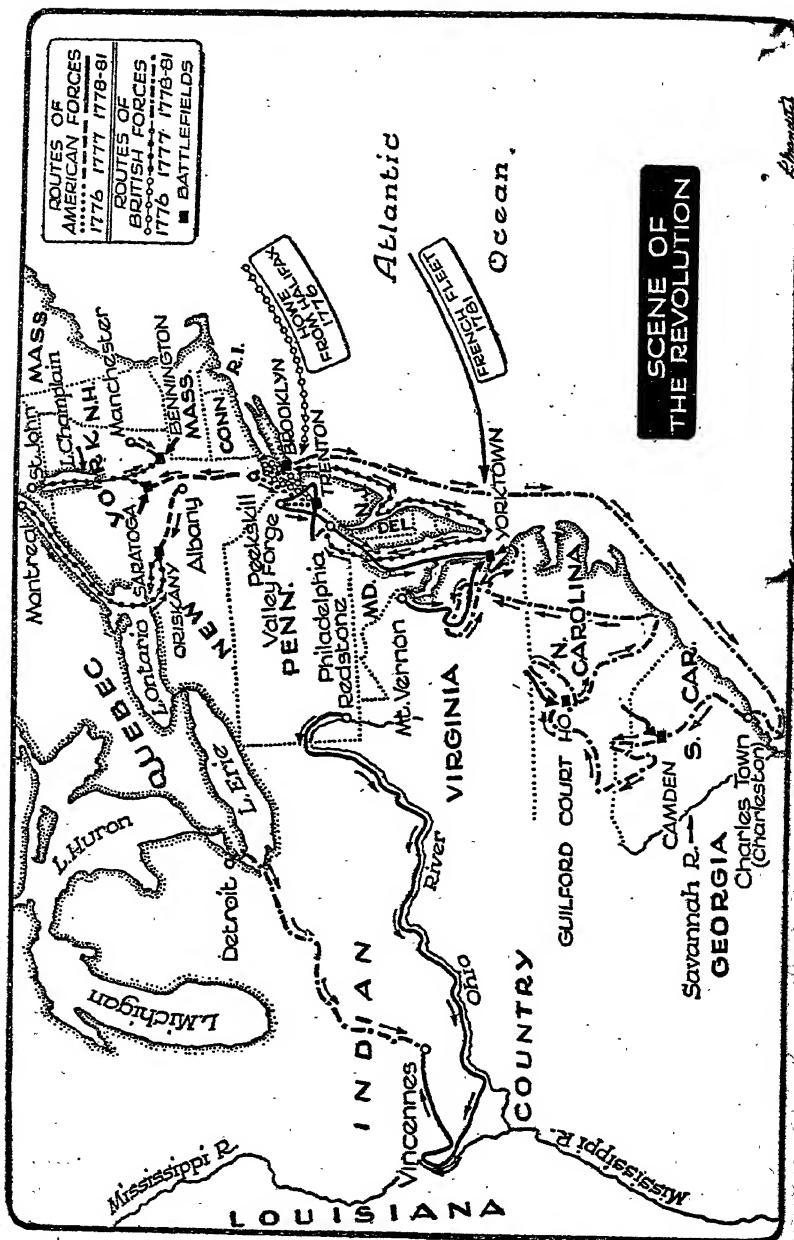 ROUTES OF
AMERICAN FORCES
1776 1777 1778-81
ROUTES OF
BRITISH FORCES
1776 1777 1778-81
■ BATTLEFIELDS
Montreal
St. John
MASS
L.Champlain
N.H.
Manchester
BENNINGTON
MASS
SARATOGA
YORK
NEW
QUEBEC
L.Ontario
ORISKANY
Albany
CONN.
R.I.
L.Huron
L.Michigan
L. Erie
Detroit
Peekskill
BROOKLYN
HOWE
FROM HALIFAX
1776
Valley Forge
TRENTON
PENN.
N.J.
Philadelphia
Redstone
DEL.
MD.
Mt. Vernon
Atlantic
Ocean.
FRENCH FLEET
1781
YORKTOWN
VIRGINIA
Mississippi R.
INDIAN
COUNTRY
Vincennes
Ohio
River
LOUISIANA
Mississippi R.
GUILFORD COURT HO.
N.
CAROLINA
CAMDEN
S. CAR.
Savannah R.
GEORGIA
Charles Town
(Charleston)
SCENE OF
THE REVOLUTION